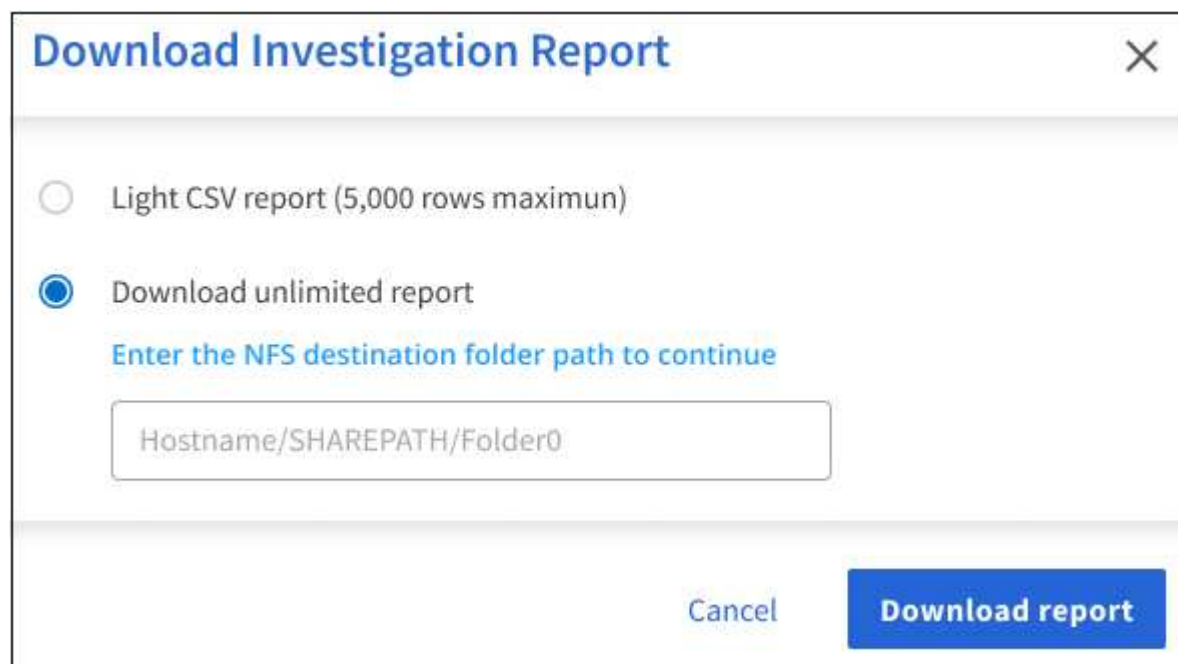 Download Investigation Report
Light CSV report (5,000 rows maximun)
Download unlimited report
Enter the NFS destination folder path to continue
Hostname/SHAREPATH/Folder0
Cancel
Download report